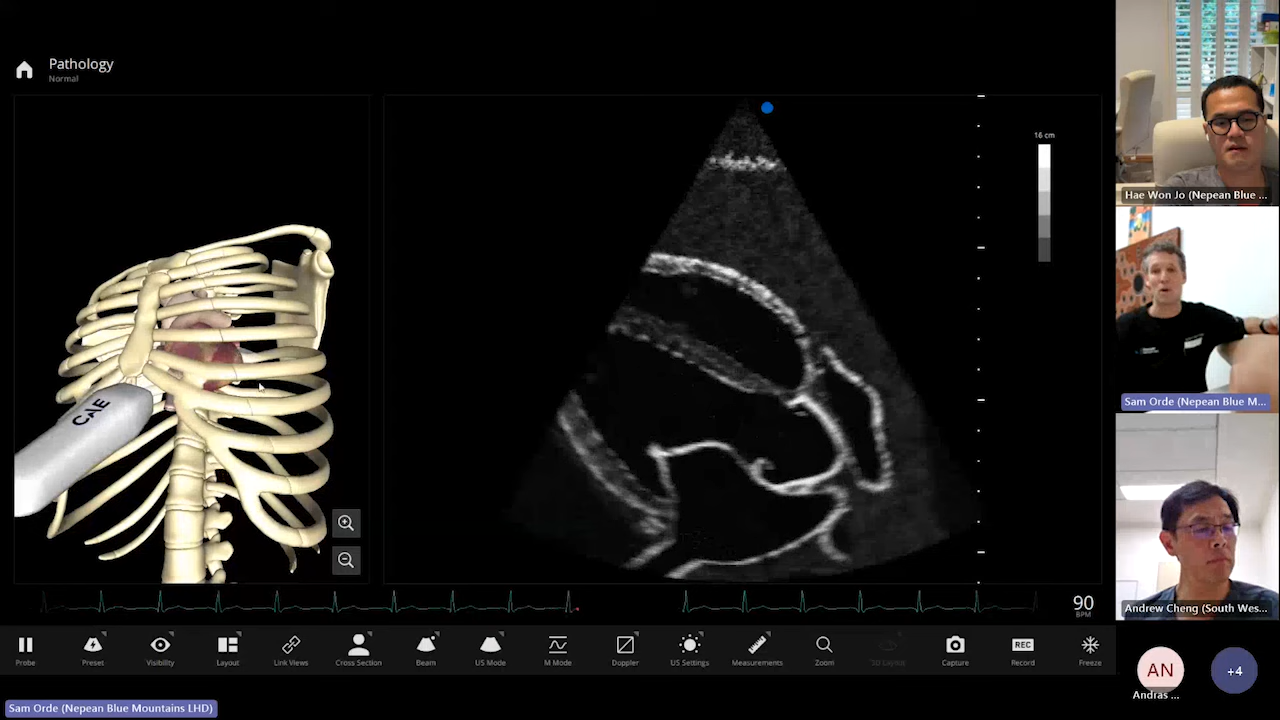 Pathology
Normal
16 cm
CAE
90
BPM
Probe
Preset
Visibility
Layout
Link Views
Cross Section
Beam
US Mode
M Mode
Doppler
US Settings
Measurements
Zoom
3D Layout
Capture
REC
Record
Freeze
Sam Orde (Nepean Blue Mountains LHD)
Hae Won Jo (Nepean Blue ...
Sam Orde (Nepean Blue M...
Andrew Cheng (South Wes...
AN
Andras ...
+4